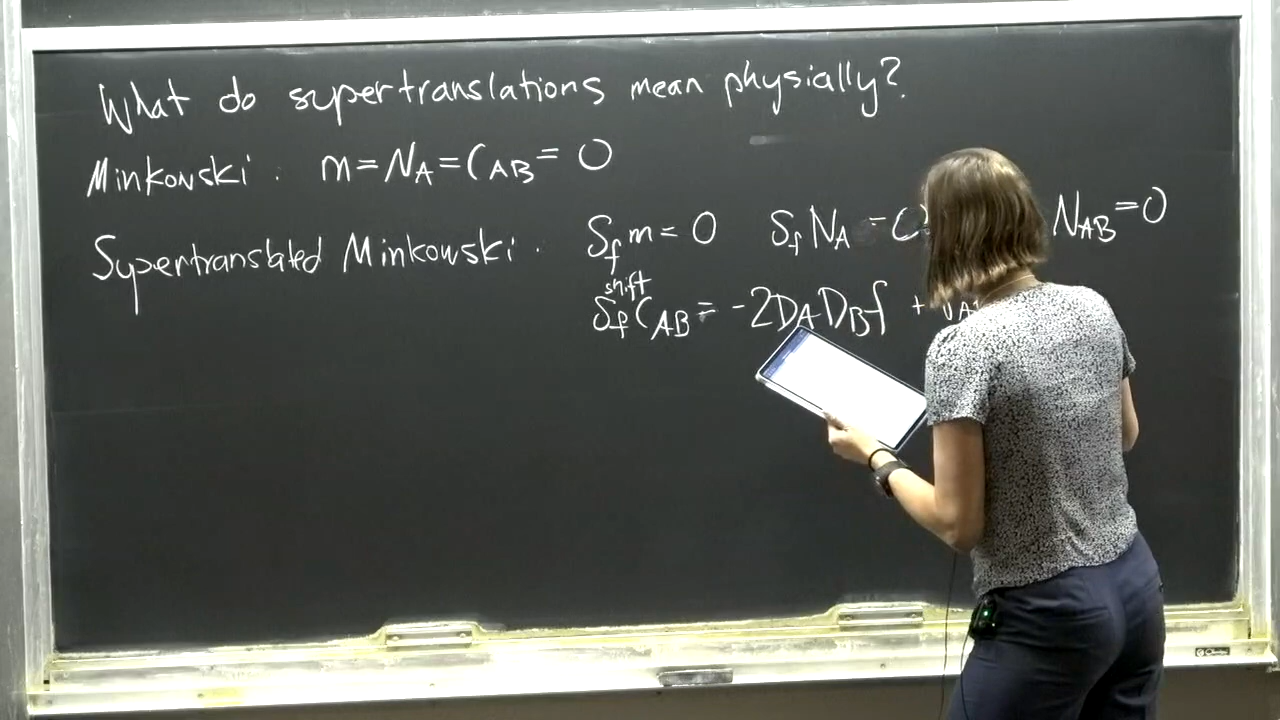 What do supertranslations mean physially?
Minkowski : m = N_A = C_AB = 0
Supertranslated Minkowski : δ_f m = 0 δ_f N_A = 0 N_AB = 0
shift
δ_f C_AB = -2D_A D_B f +